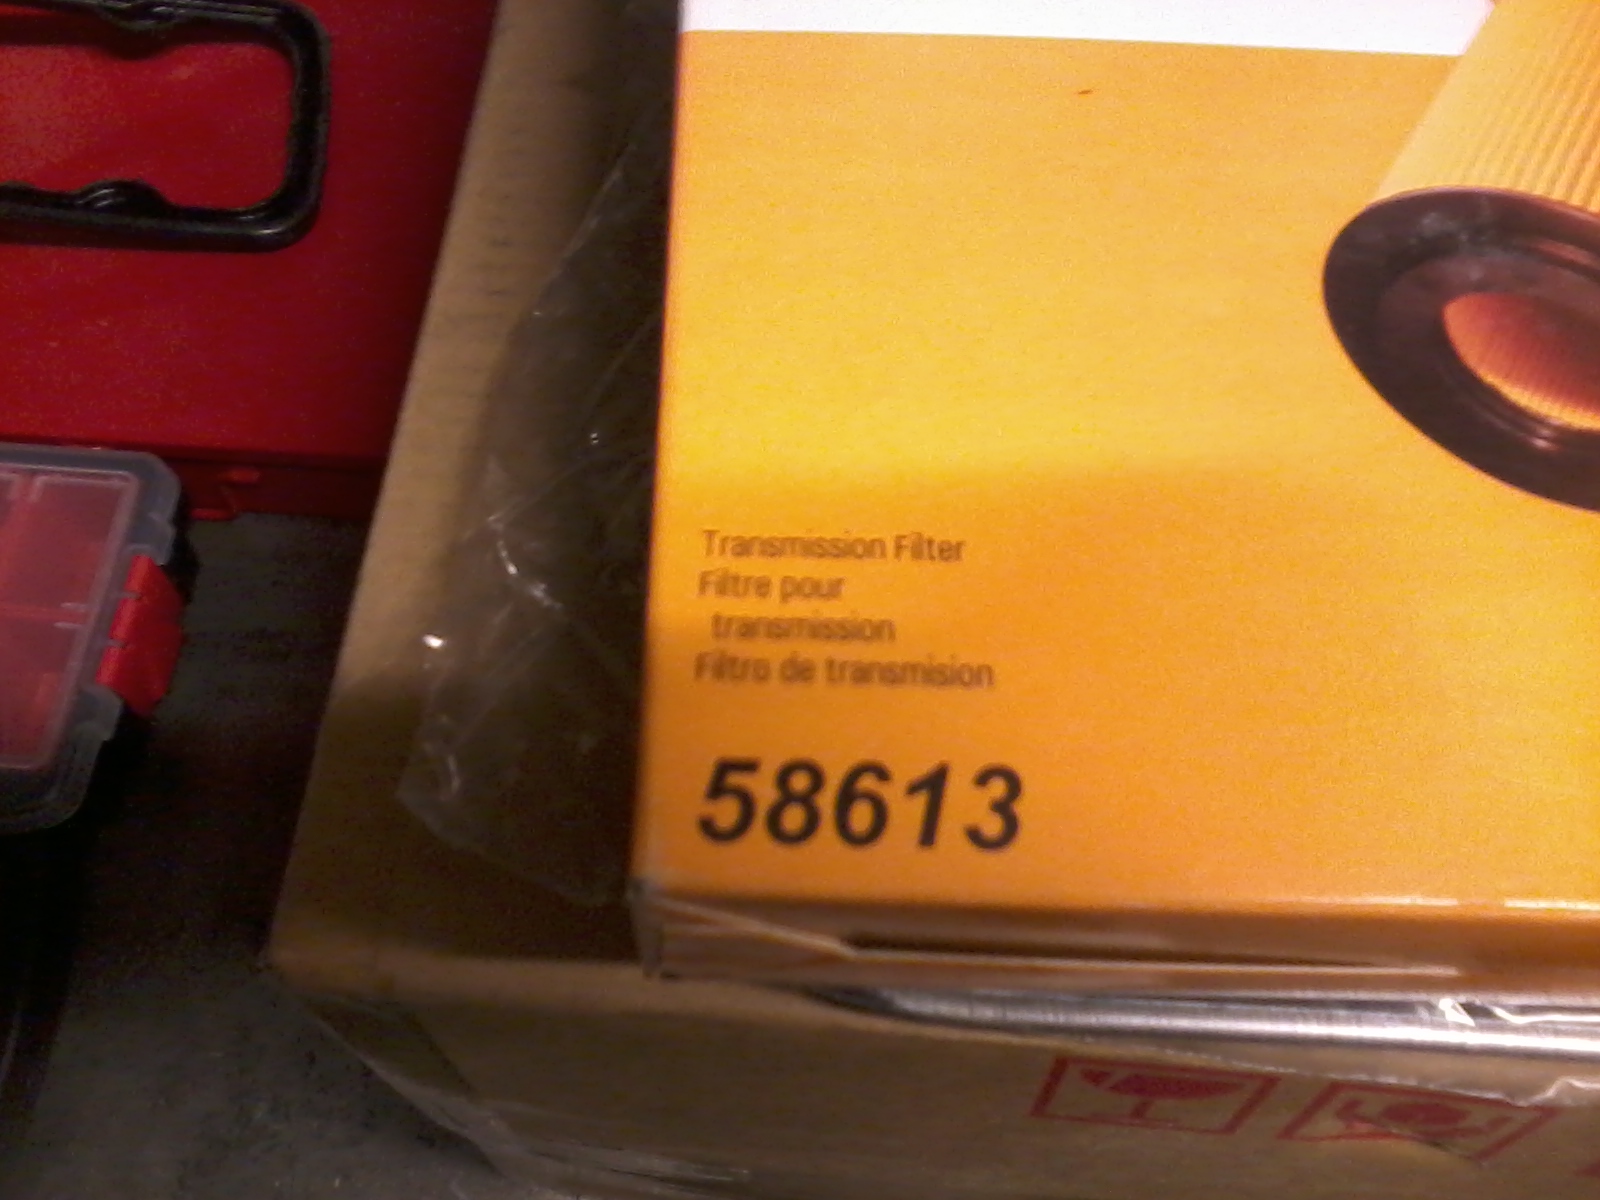 Transmission Filter
Filtre pour
transmission
Filtro de transmision
58613